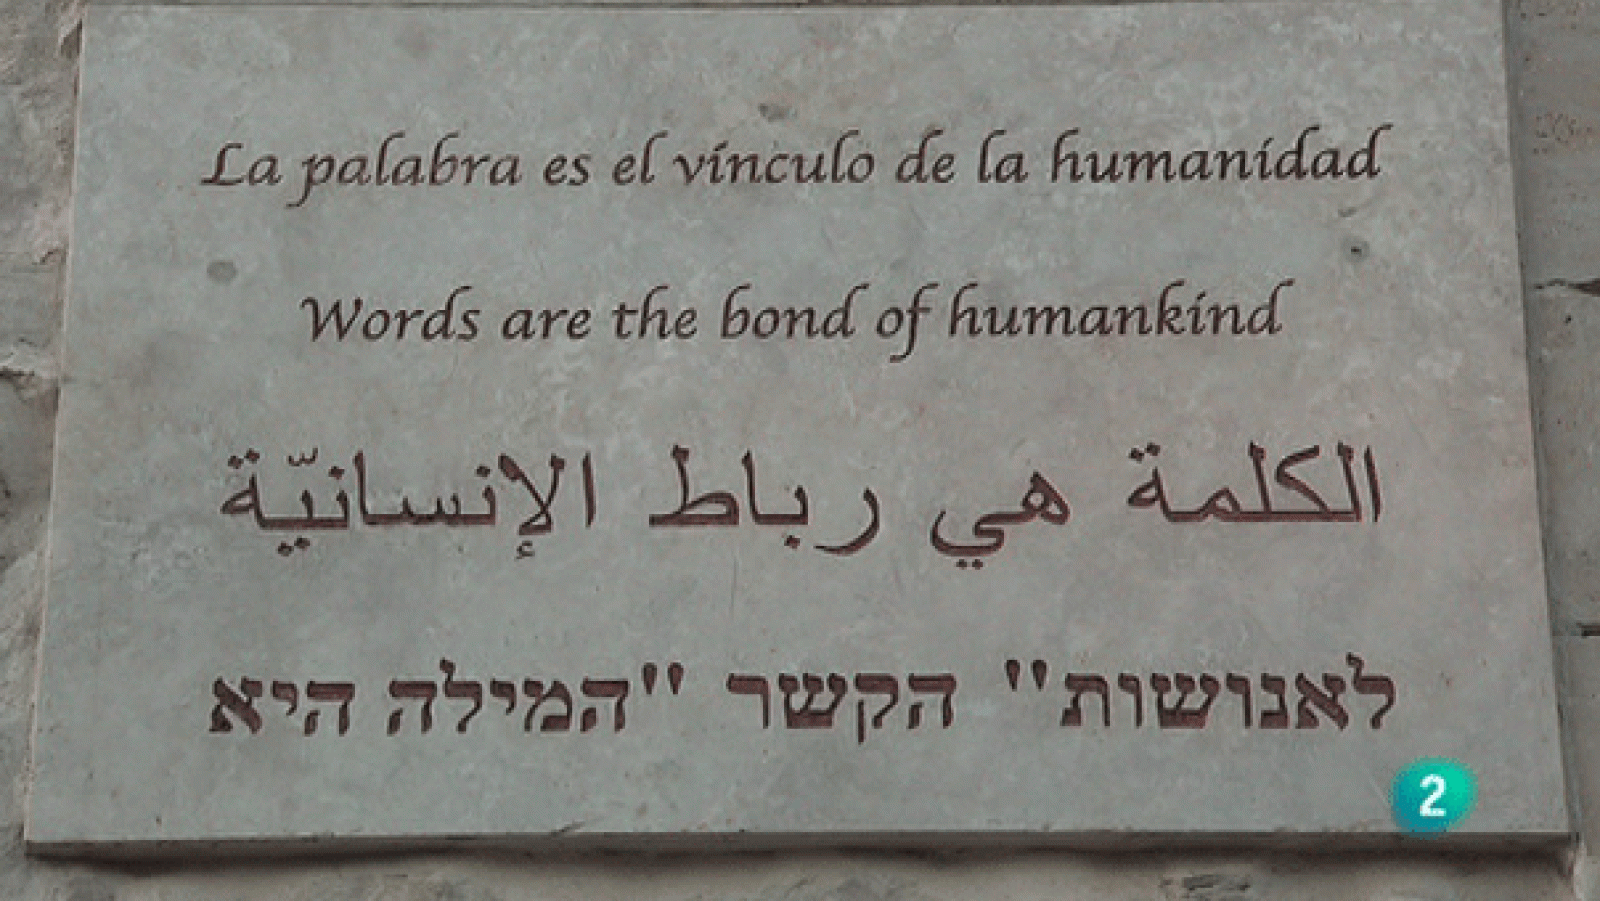 La palabra es el vínculo de la humanidad
Words are the bond of humankind
الكلمة هي رباط الإنسانيّة
לאנושות" הקשר "המילה היא
2